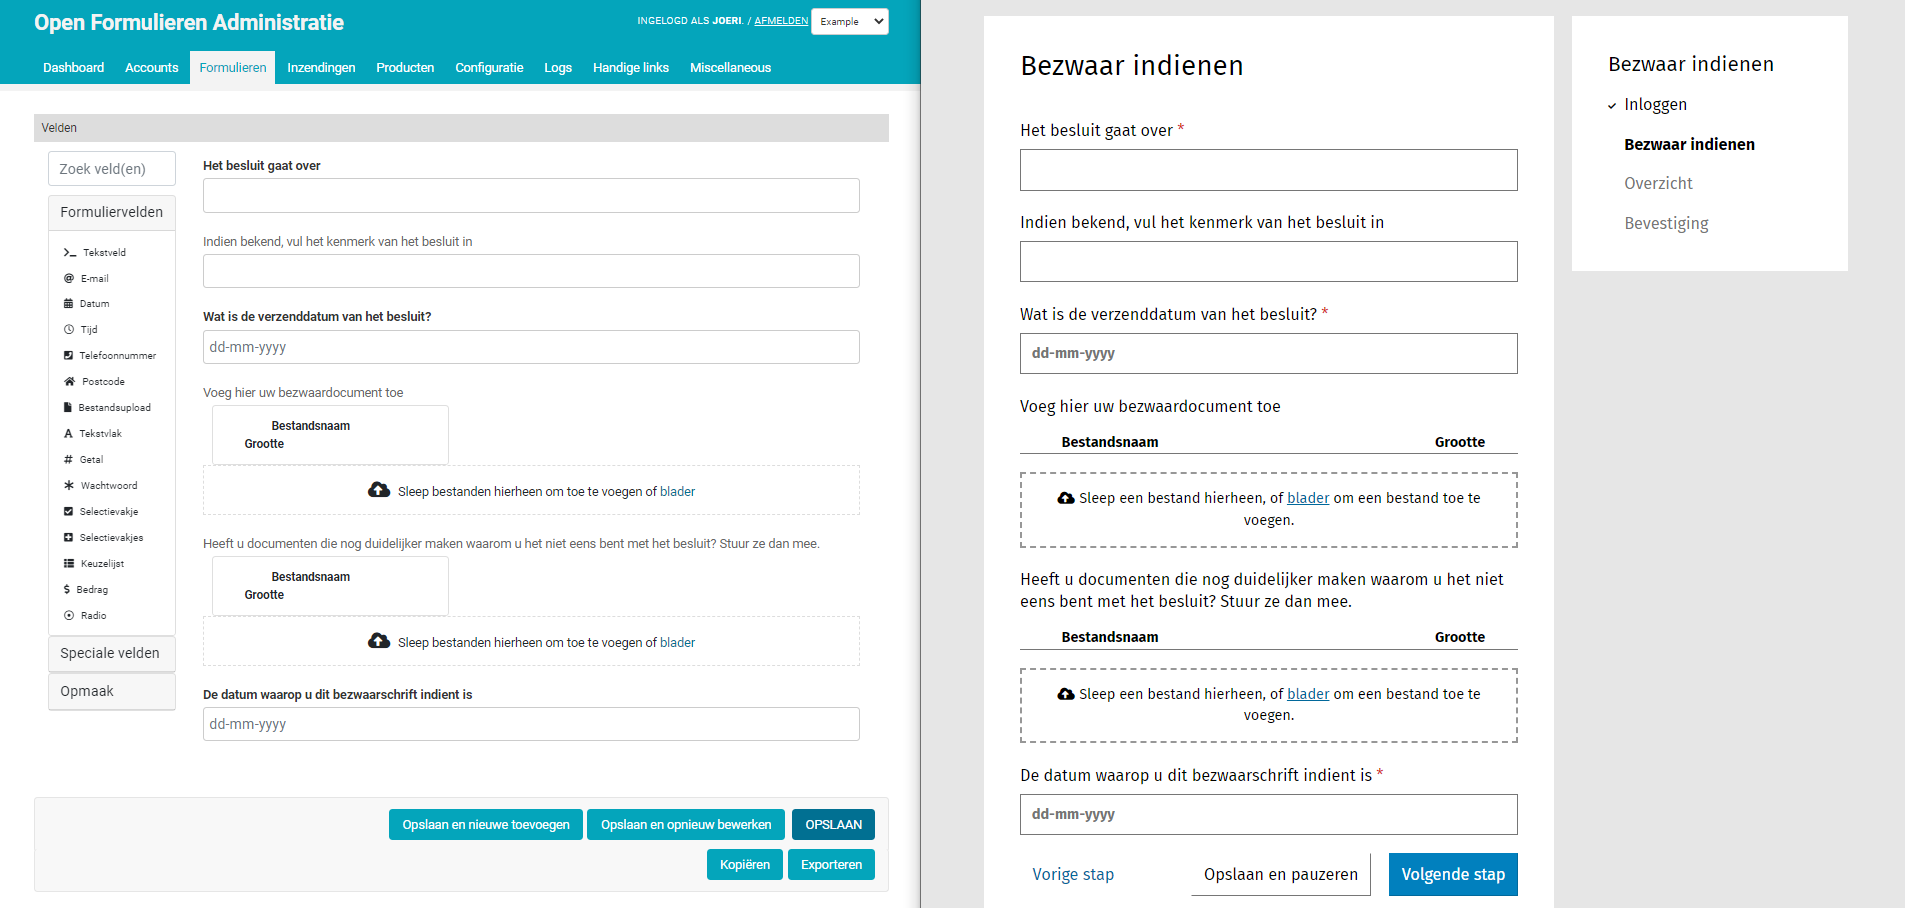 Open Formulieren Administratie
INGELOGD ALS JOERI. / AFMELDEN
Example
Dashboard Accounts Formulieren Inzendingen Producten Configuratie Logs Handige links Miscellaneous
Velden
Zoek veld(en)
Formuliervelden
Tekstveld
E-mail
Datum
Tijd
Telefoonnummer
Postcode
Bestandsupload
Tekstvlak
Getal
Wachtwoord
Selectievakje
Selectievakjes
Keuzelijst
Bedrag
Radio
Speciale velden
Opmaak
Het besluit gaat over
Indien bekend, vul het kenmerk van het besluit in
Wat is de verzenddatum van het besluit?
dd-mm-yyyy
Voeg hier uw bezwaardocument toe
Bestandsnaam
Grootte
Sleep bestanden hierheen om toe te voegen of blader
Heeft u documenten die nog duidelijker maken waarom u het niet eens bent met het besluit? Stuur ze dan mee.
Bestandsnaam
Grootte
Sleep bestanden hierheen om toe te voegen of blader
De datum waarop u dit bezwaarschrift indient is
dd-mm-yyyy
Opslaan en nieuwe toevoegen
Opslaan en opnieuw bewerken
OPSLAAN
Kopiëren
Exporteren
Bezwaar indienen
Het besluit gaat over *
Indien bekend, vul het kenmerk van het besluit in
Wat is de verzenddatum van het besluit? *
dd-mm-yyyy
Voeg hier uw bezwaardocument toe
Bestandsnaam Grootte
Sleep een bestand hierheen, of blader om een bestand toe te
voegen.
Heeft u documenten die nog duidelijker maken waarom u het niet
eens bent met het besluit? Stuur ze dan mee.
Bestandsnaam Grootte
Sleep een bestand hierheen, of blader om een bestand toe te
voegen.
De datum waarop u dit bezwaarschrift indient is *
dd-mm-yyyy
Vorige stap
Opslaan en pauzeren
Volgende stap
Bezwaar indienen
Inloggen
Bezwaar indienen
Overzicht
Bevestiging